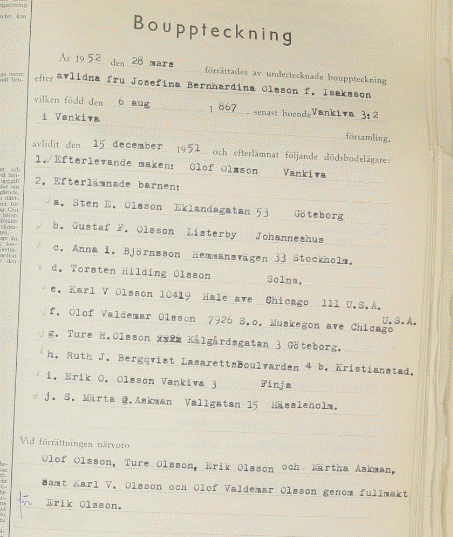 Bouppteckning
År 1952 den 28 mars förrättades av undertecknade bouppteckning
efter avlidna fru Josefina Bernhardina Olsson f. Isaksson
vilken född den 6 aug 1867 senast boende Vankiva 3:2
i Vankiva församling,
avlidit den 15 december 1951 och efterlämnat följande dödsbodelägare:
1. Efterlevande maken: Olof Olsson Vankiva
2. Efterlämnade barnen:
a. Sten E. Olsson Eklandagatan 53 Göteborg
b. Gustaf F. Olsson Listerby Johanneshus
c. Anna I. Björnsson Hemmansvägen 33 Stockholm.
d. Torsten Hilding Olsson Solna.
e. Karl V Olsson 10419 Hale ave Chicago 111 U.S.A.
f. Olof Valdemar Olsson 7926 S.o. Muskegon ave Chicago U.S.A.
g. Ture H.Olsson Kålgårdsgatan 3 Göteborg.
h. Ruth J. Bergqvist LasarettsBoulvarden 4 b. Kristianstad.
i. Erik O. Olsson Vankiva 3 Finja
j. S. Märta @.Askman Vallgatan 15 Hässleholm.
Vid förrättningen närvoro
Olof Olsson, Ture Olsson, Erik Olsson och Märtha Askman,
samt Karl V. Olsson och Olof Valdemar Olsson genom fullmakt
för Erik Olsson.